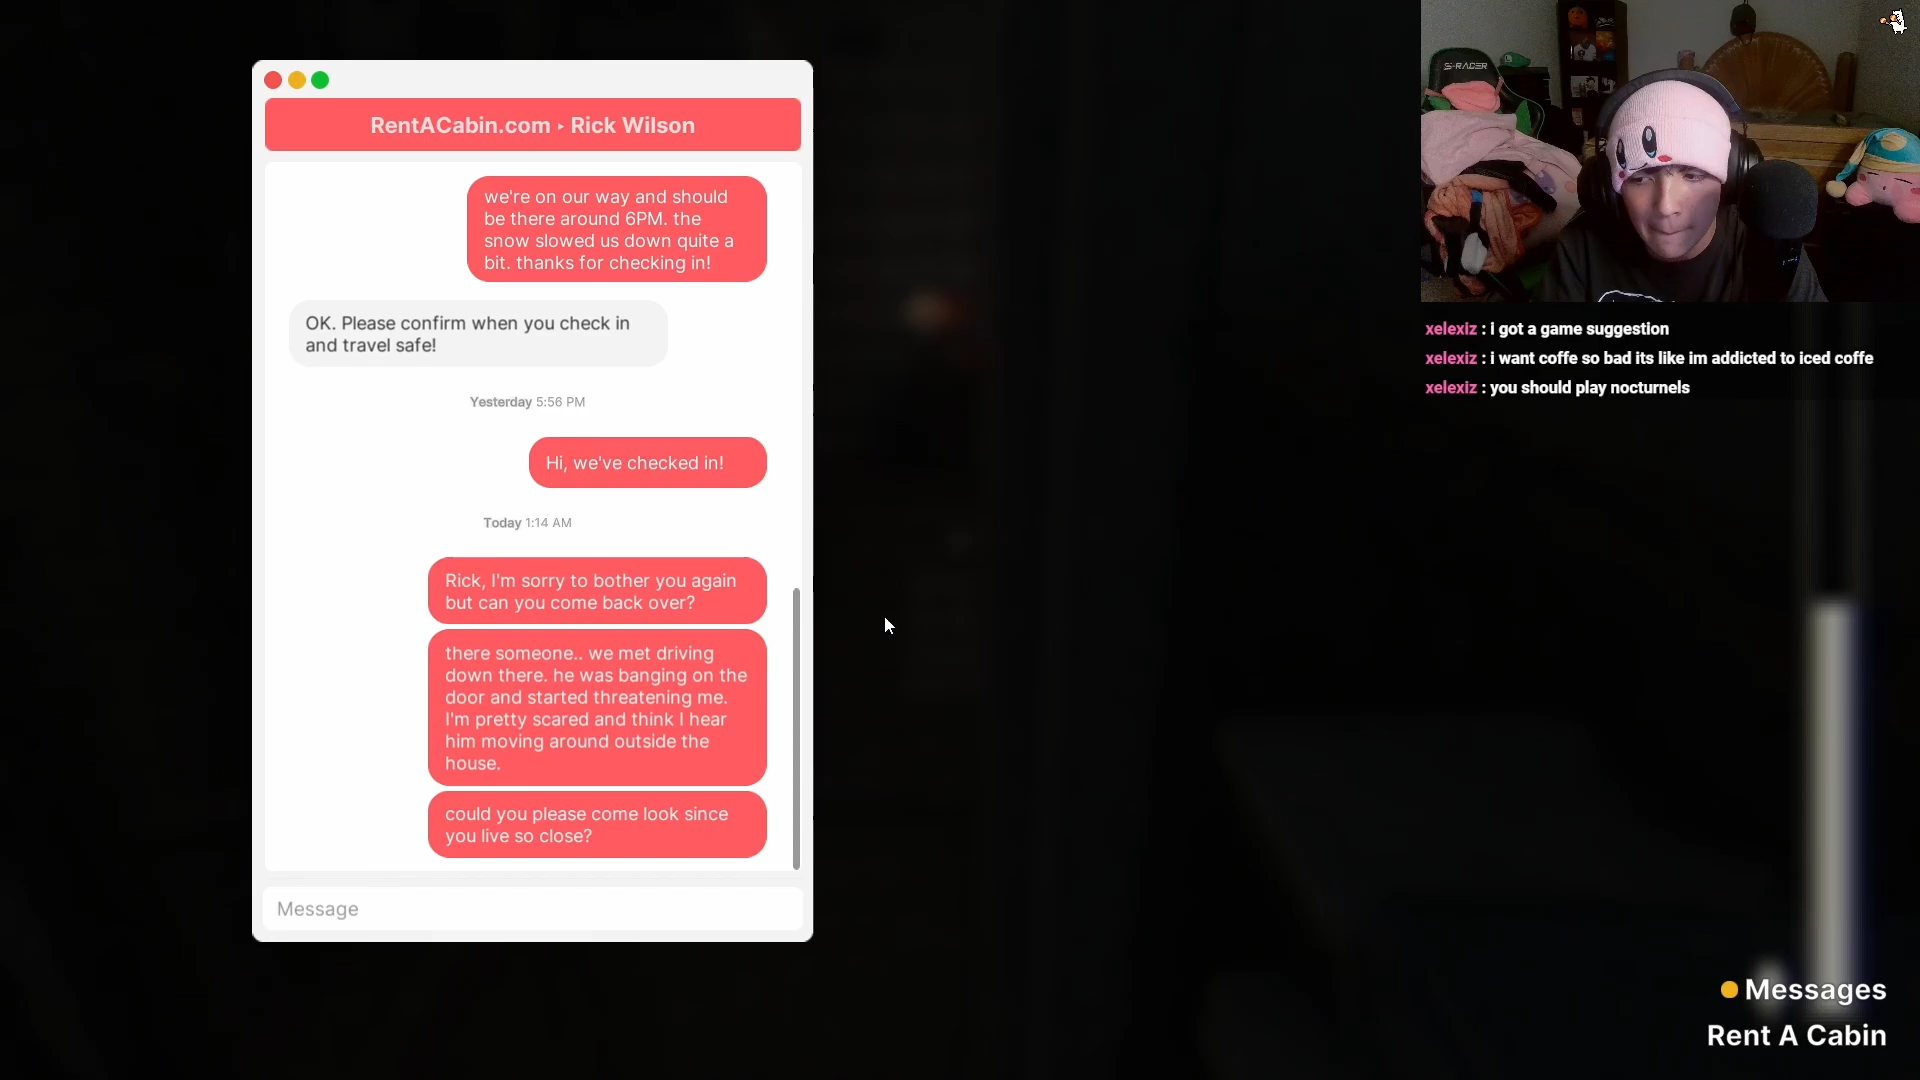 RentACabin.com • Rick Wilson
we're on our way and should
be there around 6PM. the
snow slowed us down quite a
bit. thanks for checking in!
OK. Please confirm when you check in
and travel safe!
Yesterday 5:56 PM
Hi, we've checked in!
Today 1:14 AM
Rick, I'm sorry to bother you again
but can you come back over?
there someone.. we met driving
down there. he was banging on the
door and started threatening me.
I'm pretty scared and think I hear
him moving around outside the
house.
could you please come look since
you live so close?
Message
S-RACER
xelexiz : i got a game suggestion
xelexiz : i want coffe so bad its like im addicted to iced coffe
xelexiz : you should play nocturnels
Messages
Rent A Cabin